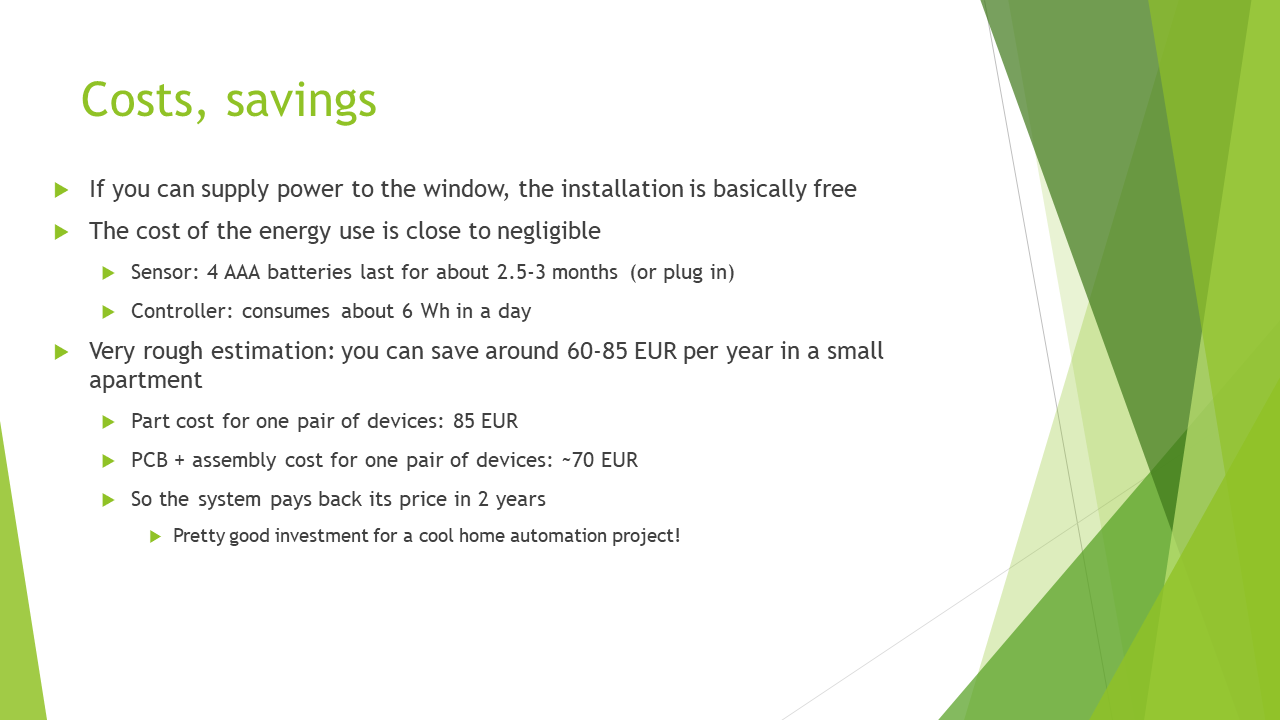 Costs, savings
If you can supply power to the window, the installation is basically free
The cost of the energy use is close to negligible
Sensor: 4 AAA batteries last for about 2.5-3 months (or plug in)
Controller: consumes about 6 Wh in a day
Very rough estimation: you can save around 60-85 EUR per year in a small
apartment
Part cost for one pair of devices: 85 EUR
PCB + assembly cost for one pair of devices: ~70 EUR
So the system pays back its price in 2 years
Pretty good investment for a cool home automation project!